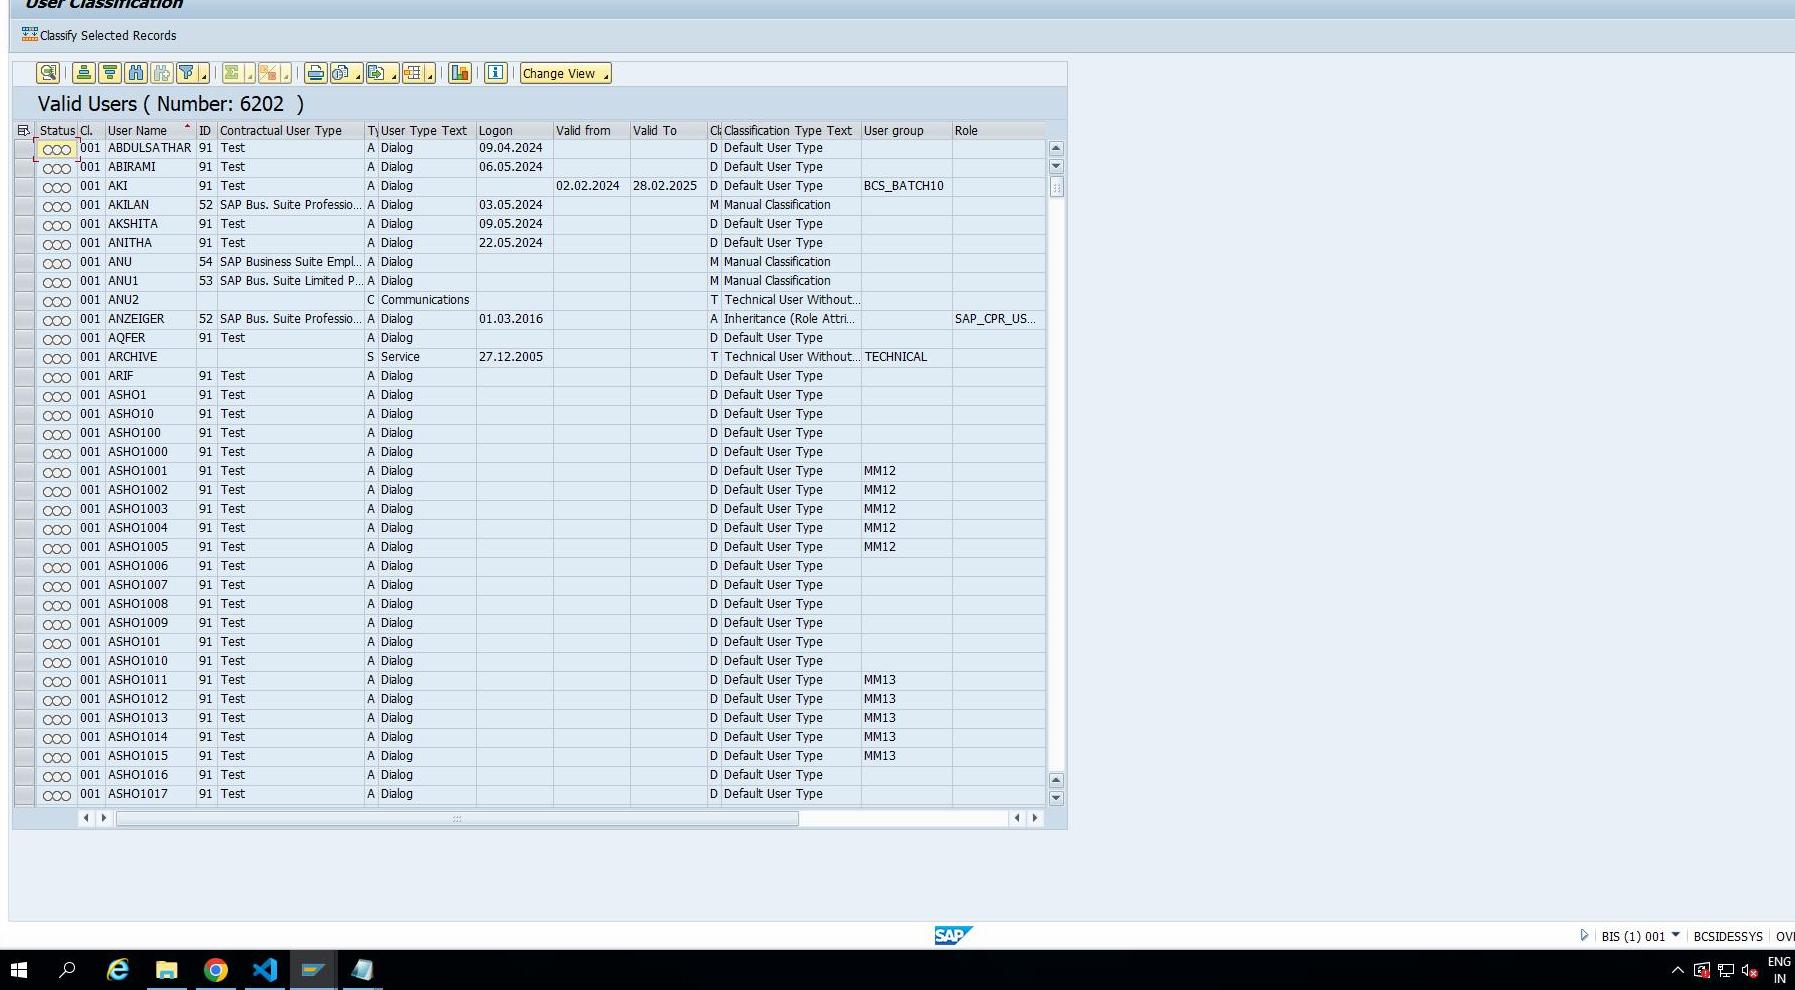 User Classification
Classify Selected Records
Change View
Valid Users ( Number: 6202 )
Status Cl. User Name ID Contractual User Type Ty User Type Text Logon Valid from Valid To Cl Classification Type Text User group Role
001 ABDULSATHAR 91 Test A Dialog 09.04.2024 D Default User Type
001 ABIRAMI 91 Test A Dialog 06.05.2024 D Default User Type
001 AKI 91 Test A Dialog 02.02.2024 28.02.2025 D Default User Type BCS_BATCH10
001 AKILAN 52 SAP Bus. Suite Professio... A Dialog 03.05.2024 M Manual Classification
001 AKSHITA 91 Test A Dialog 09.05.2024 D Default User Type
001 ANITHA 91 Test A Dialog 22.05.2024 D Default User Type
001 ANU 54 SAP Business Suite Empl... A Dialog M Manual Classification
001 ANU1 53 SAP Bus. Suite Limited P... A Dialog M Manual Classification
001 ANU2 C Communications T Technical User Without...
001 ANZEIGER 52 SAP Bus. Suite Professio... A Dialog 01.03.2016 A Inheritance (Role Attri... SAP_CPR_US...
001 AQFER 91 Test A Dialog D Default User Type
001 ARCHIVE S Service 27.12.2005 T Technical User Without... TECHNICAL
001 ARIF 91 Test A Dialog D Default User Type
001 ASHO1 91 Test A Dialog D Default User Type
001 ASHO10 91 Test A Dialog D Default User Type
001 ASHO100 91 Test A Dialog D Default User Type
001 ASHO1000 91 Test A Dialog D Default User Type
001 ASHO1001 91 Test A Dialog D Default User Type MM12
001 ASHO1002 91 Test A Dialog D Default User Type MM12
001 ASHO1003 91 Test A Dialog D Default User Type MM12
001 ASHO1004 91 Test A Dialog D Default User Type MM12
001 ASHO1005 91 Test A Dialog D Default User Type MM12
001 ASHO1006 91 Test A Dialog D Default User Type
001 ASHO1007 91 Test A Dialog D Default User Type
001 ASHO1008 91 Test A Dialog D Default User Type
001 ASHO1009 91 Test A Dialog D Default User Type
001 ASHO101 91 Test A Dialog D Default User Type
001 ASHO1010 91 Test A Dialog D Default User Type
001 ASHO1011 91 Test A Dialog D Default User Type MM13
001 ASHO1012 91 Test A Dialog D Default User Type MM13
001 ASHO1013 91 Test A Dialog D Default User Type MM13
001 ASHO1014 91 Test A Dialog D Default User Type MM13
001 ASHO1015 91 Test A Dialog D Default User Type MM13
001 ASHO1016 91 Test A Dialog D Default User Type
001 ASHO1017 91 Test A Dialog D Default User Type
SAP
BIS (1) 001 BCSIDESSYS
ENG
IN